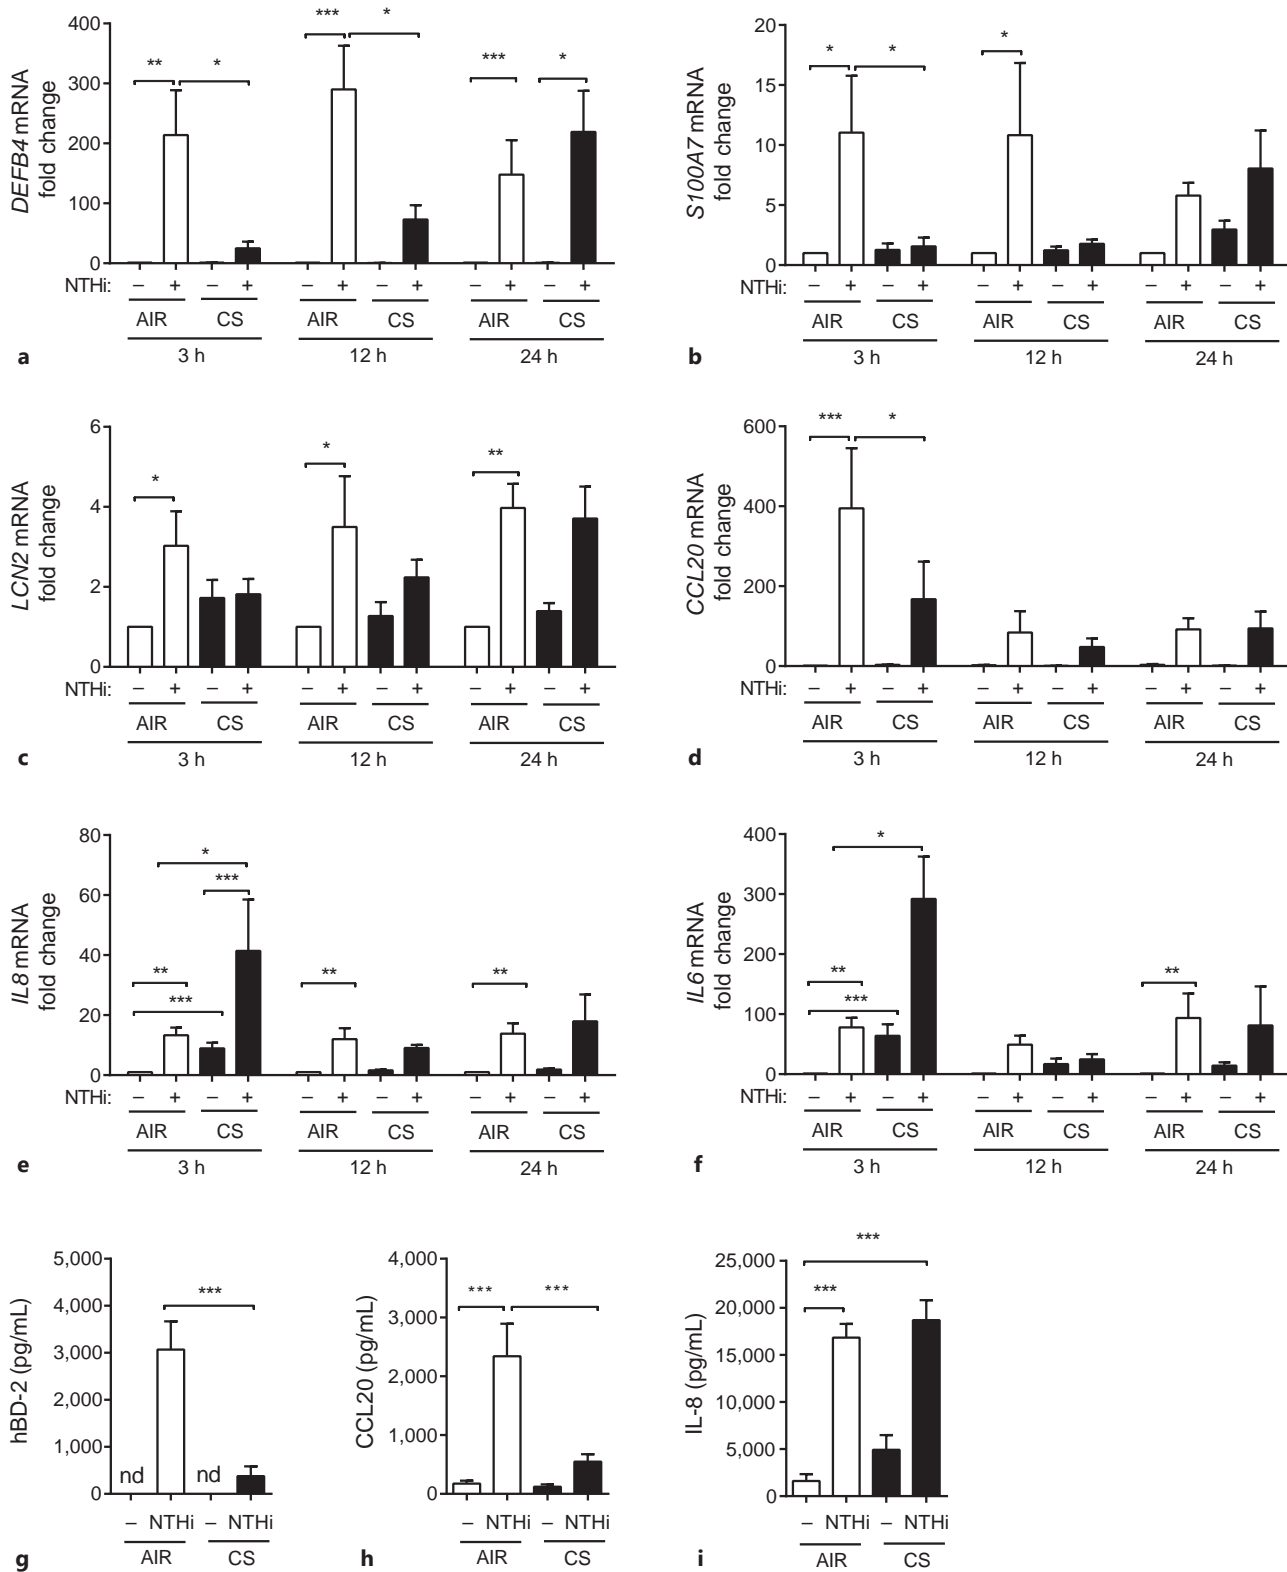 400
300
200
100
0
DEFB4 mRNA
fold change
**
*
***
*
***
*
NTHi: – + – + – + – + – + – +
AIR CS AIR CS AIR CS
3 h 12 h 24 h
a
20
15
10
5
0
S100A7 mRNA
fold change
*
*
*
NTHi: – + – + – + – + – + – +
AIR CS AIR CS AIR CS
3 h 12 h 24 h
b
6
4
2
0
LCN2 mRNA
fold change
*
*
**
NTHi: – + – + – + – + – + – +
AIR CS AIR CS AIR CS
3 h 12 h 24 h
c
600
400
200
0
CCL20 mRNA
fold change
***
*
NTHi: – + – + – + – + – + – +
AIR CS AIR CS AIR CS
3 h 12 h 24 h
d
80
60
40
20
0
IL8 mRNA
fold change
*
***
**
***
**
**
NTHi: – + – + – + – + – + – +
AIR CS AIR CS AIR CS
3 h 12 h 24 h
e
400
300
200
100
0
IL6 mRNA
fold change
*
**
***
**
NTHi: – + – + – + – + – + – +
AIR CS AIR CS AIR CS
3 h 12 h 24 h
f
5,000
4,000
3,000
2,000
1,000
0
hBD-2 (pg/mL)
***
nd nd
– NTHi – NTHi
AIR CS
g
4,000
3,000
2,000
1,000
0
CCL20 (pg/mL)
***
***
– NTHi – NTHi
AIR CS
h
25,000
20,000
15,000
10,000
5,000
0
IL-8 (pg/mL)
***
***
– NTHi – NTHi
AIR CS
i